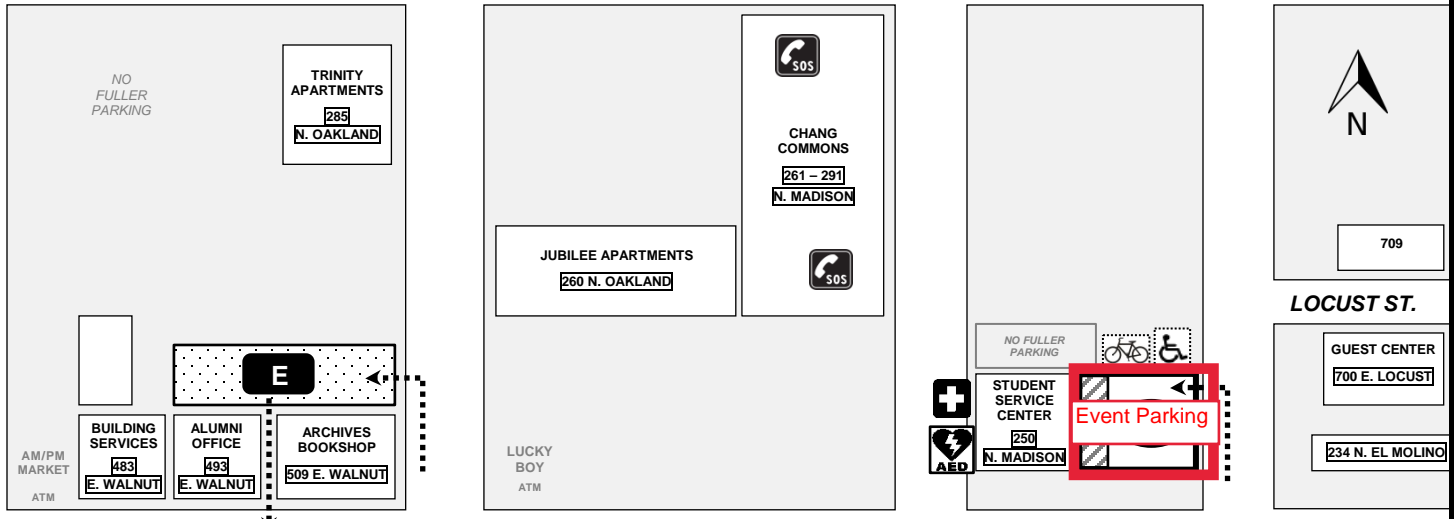 NO
FULLER
PARKING
TRINITY
APARTMENTS
285
N. OAKLAND
E
BUILDING
SERVICES
483
E. WALNUT
ALUMNI
OFFICE
493
E. WALNUT
ARCHIVES
BOOKSHOP
509 E. WALNUT
AM/PM
MARKET
ATM
SOS
CHANG
COMMONS
261 – 291
N. MADISON
SOS
JUBILEE APARTMENTS
260 N. OAKLAND
LUCKY
BOY
ATM
NO FULLER
PARKING
STUDENT
SERVICE
CENTER
250
N. MADISON
AED
Event Parking
N
709
LOCUST ST.
GUEST CENTER
700 E. LOCUST
234 N. EL MOLINO